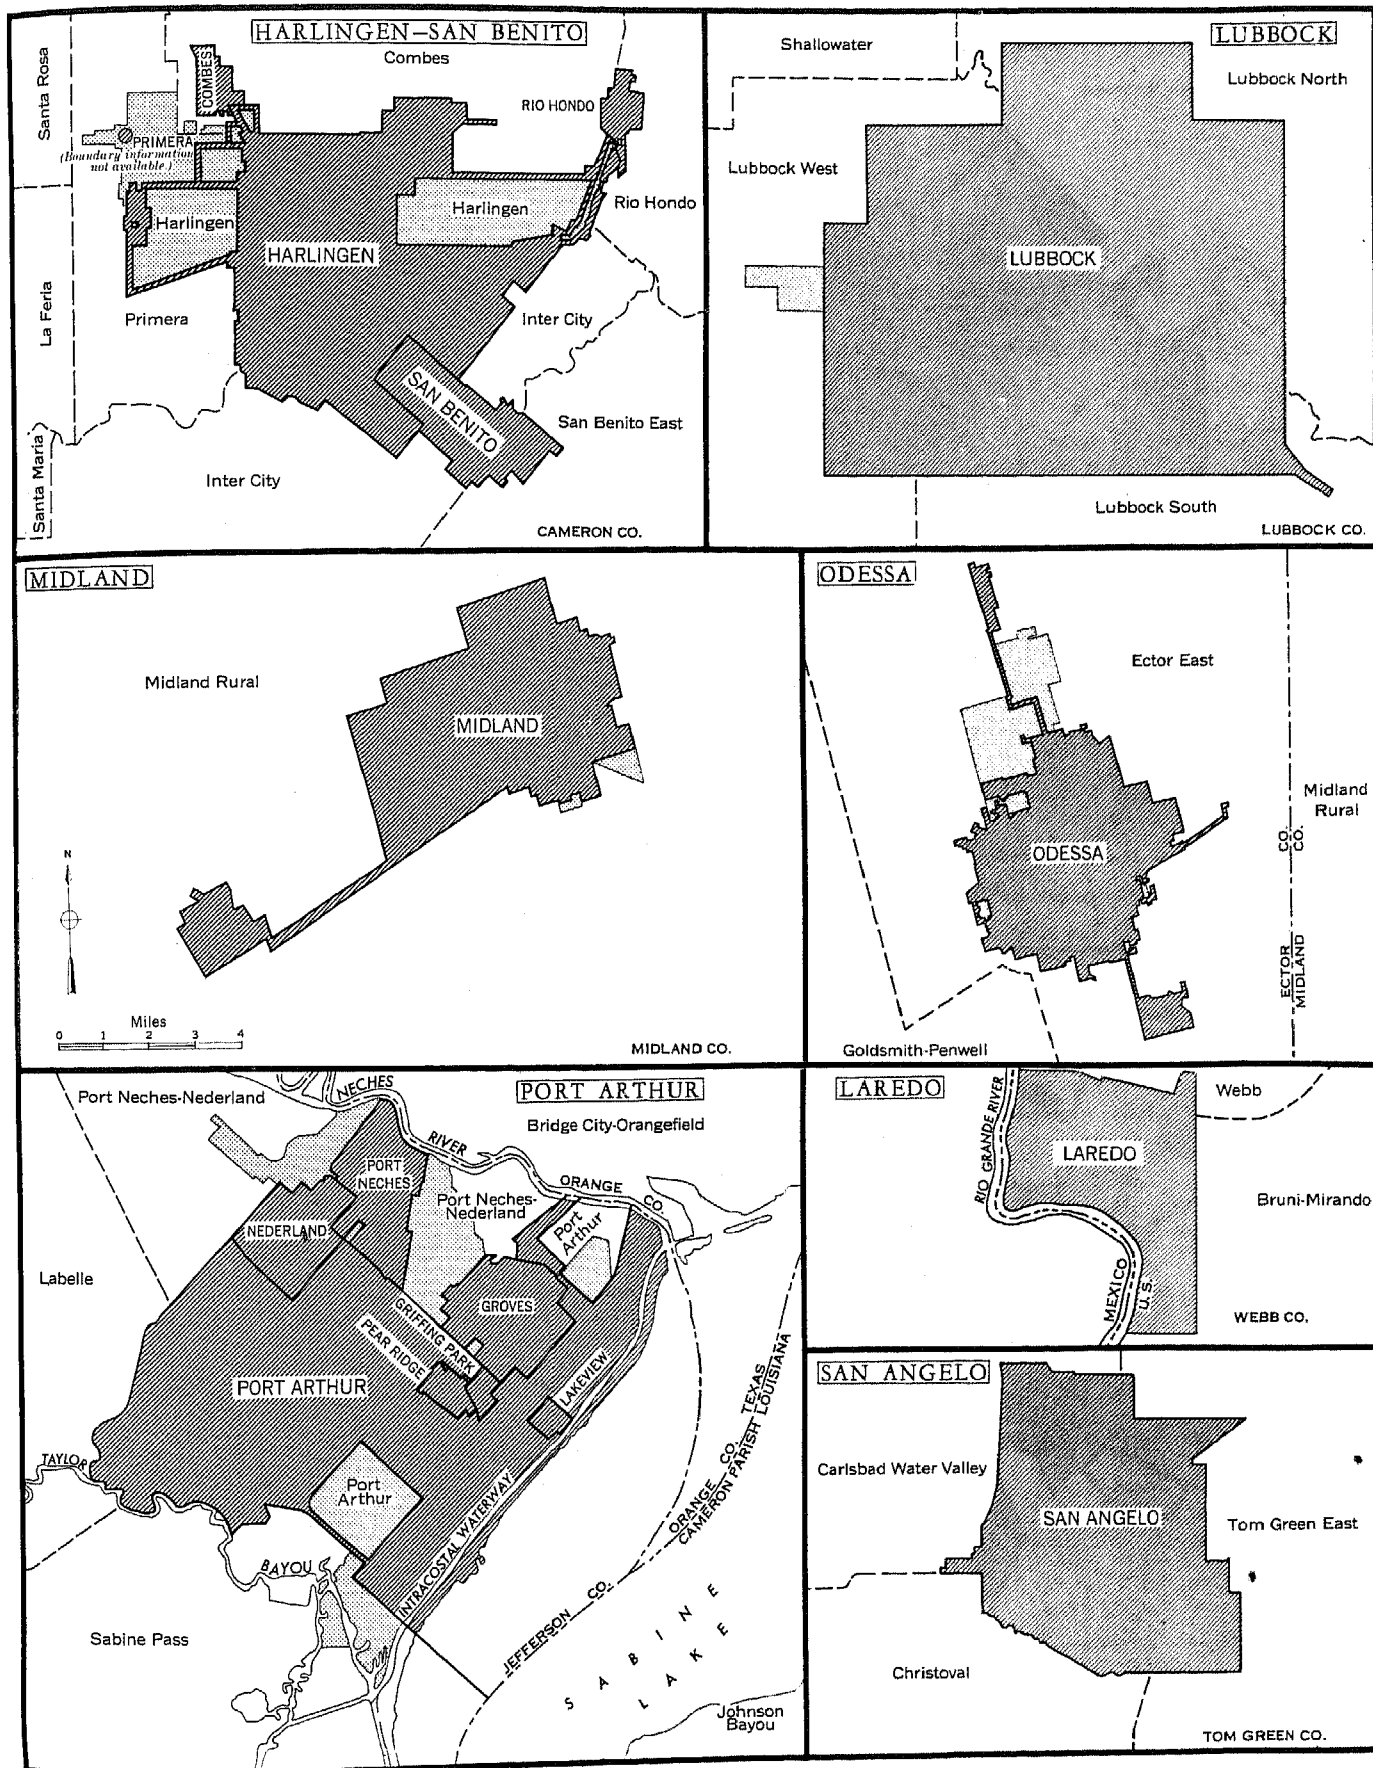 HARLINGEN–SAN BENITO
Combes
Santa Rosa
COMBES
RIO HONDO
PRIMERA
(Boundary information
not available.)
Harlingen
Harlingen
Rio Hondo
HARLINGEN
La Feria
Primera
Inter City
SAN BENITO
San Benito East
Santa Maria
Inter City
CAMERON CO.
LUBBOCK
Shallowater
Lubbock North
Lubbock West
LUBBOCK
Lubbock South
LUBBOCK CO.
MIDLAND
Midland Rural
MIDLAND
N
Miles
0 1 2 3 4
MIDLAND CO.
ODESSA
Ector East
Midland
Rural
ODESSA
CO.
CO.
ECTOR
MIDLAND
Goldsmith-Penwell
PORT ARTHUR
Port Neches-Nederland
NECHES
RIVER
Bridge City-Orangefield
PORT
NECHES
ORANGE CO.
Port Neches-
Nederland
Port
Arthur
NEDERLAND
Labelle
GROVES
GRIFFING PARK
PEAR RIDGE
LAKEVIEW
PORT ARTHUR
TEXAS
LOUISIANA
TAYLOR
Port
Arthur
ORANGE CO.
CAMERON PARISH
INTRACOSTAL WATERWAY
BAYOU
JEFFERSON CO.
Sabine Pass
SABINE
LAKE
Johnson
Bayou
LAREDO
Webb
RIO GRANDE RIVER
LAREDO
Bruni-Mirando
MEXICO
U. S.
WEBB CO.
SAN ANGELO
Carlsbad Water Valley
SAN ANGELO
Tom Green East
Christoval
TOM GREEN CO.